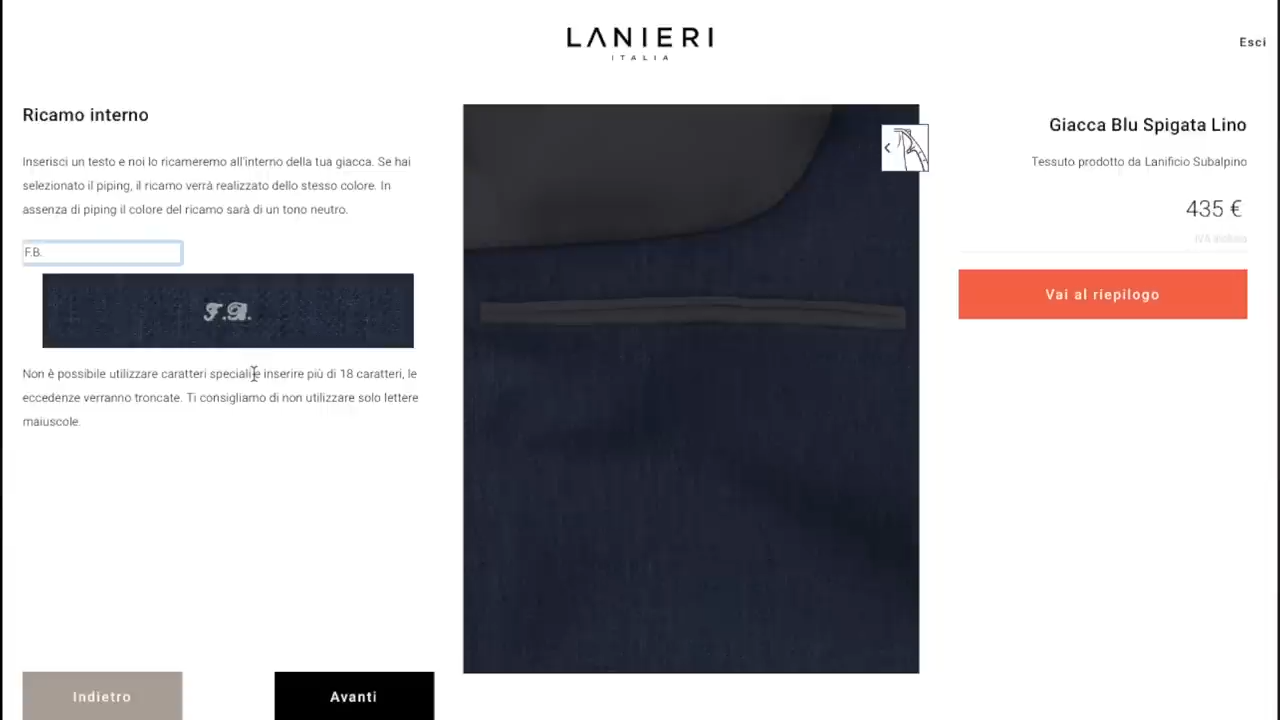 LANIERI
ITALIA
Esci
Ricamo interno
Inserisci un testo e noi lo ricameremo all'interno della tua giacca. Se hai
selezionato il piping, il ricamo verrà realizzato dello stesso colore. In
assenza di piping il colore del ricamo sarà di un tono neutro.
F.B.
F.B.
Non è possibile utilizzare caratteri speciali e inserire più di 18 caratteri, le
eccedenze verranno troncate. Ti consigliamo di non utilizzare solo lettere
maiuscole.
Indietro
Avanti
Giacca Blu Spigata Lino
Tessuto prodotto da Lanificio Subalpino
435 €
IVA inclusa
Vai al riepilogo